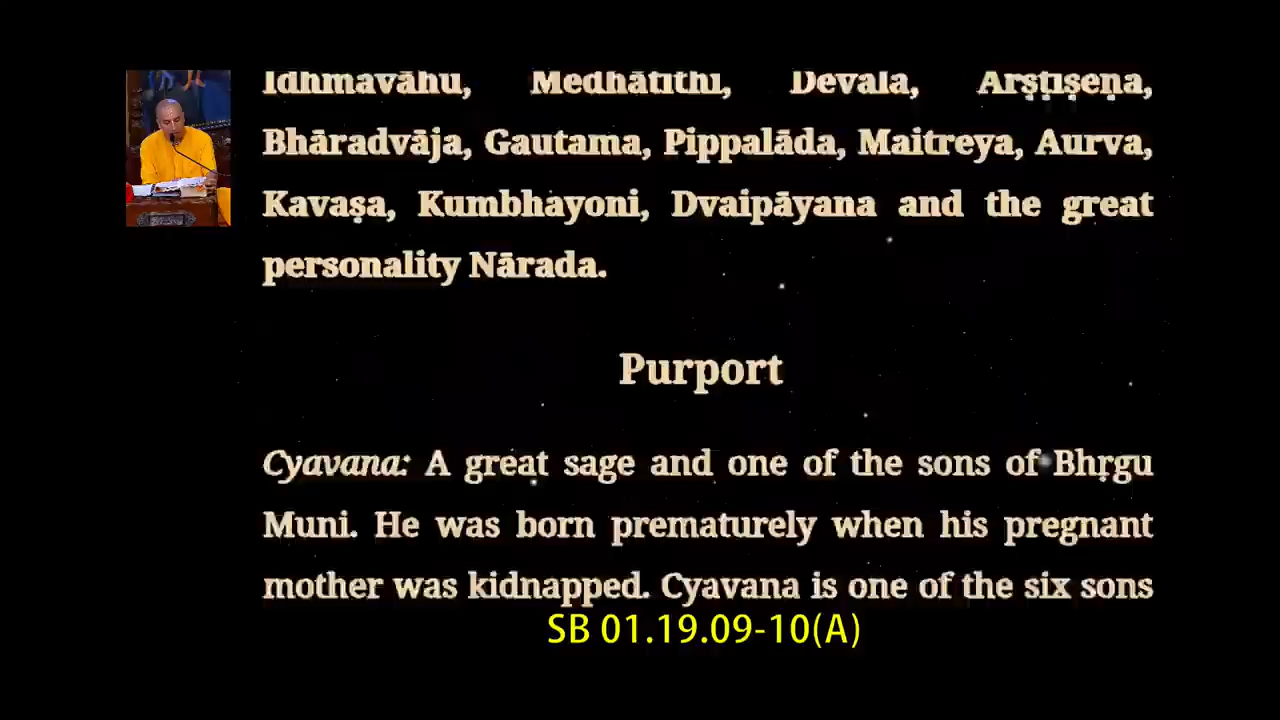 Idhmavāhu, Medhātithi, Devala, Ārṣṭiṣeṇa,
Bhāradvāja, Gautama, Pippalāda, Maitreya, Aurva,
Kavaṣa, Kumbhayoni, Dvaipāyana and the great
personality Nārada.
Purport
Cyavana: A great sage and one of the sons of Bhṛgu
Muni. He was born prematurely when his pregnant
mother was kidnapped. Cyavana is one of the six sons
SB 01.19.09-10(A)